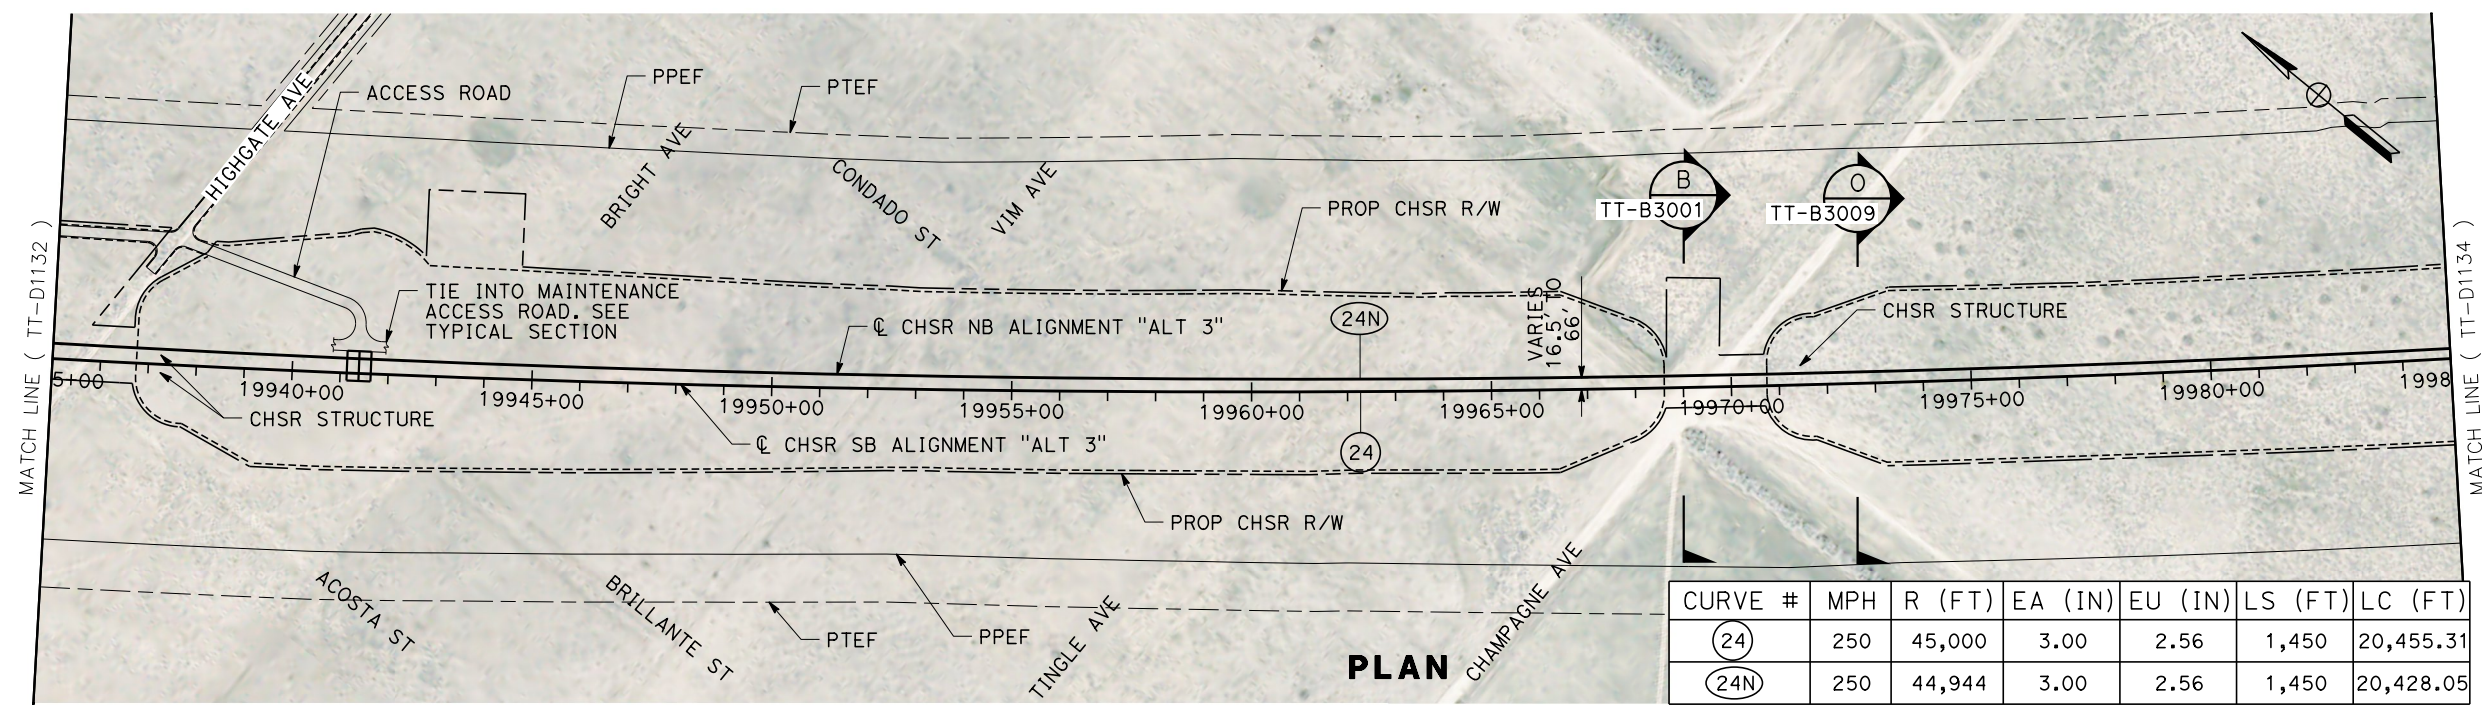 MATCH LINE ( TT-D1132 )
HIGHGATE AVE
ACCESS ROAD
PPEF
PTEF
BRIGHT AVE
CONDADO ST
VIM AVE
PROP CHSR R/W
B
TT-B3001
O
TT-B3009
TIE INTO MAINTENANCE
ACCESS ROAD. SEE
TYPICAL SECTION
℄ CHSR NB ALIGNMENT "ALT 3"
24N
VARIES
16.5' TO
66'
CHSR STRUCTURE
MATCH LINE ( TT-D1134 )
5+00
19940+00
19945+00
19950+00
19955+00
19960+00
19965+00
19970+00
19975+00
19980+00
1998
CHSR STRUCTURE
℄ CHSR SB ALIGNMENT "ALT 3"
24
PROP CHSR R/W
ACOSTA ST
BRILLANTE ST
PTEF
PPEF
TINGLE AVE
CHAMPAGNE AVE
PLAN
CURVE # MPH R (FT) EA (IN) EU (IN) LS (FT) LC (FT)
24 250 45,000 3.00 2.56 1,450 20,455.31
24N 250 44,944 3.00 2.56 1,450 20,428.05